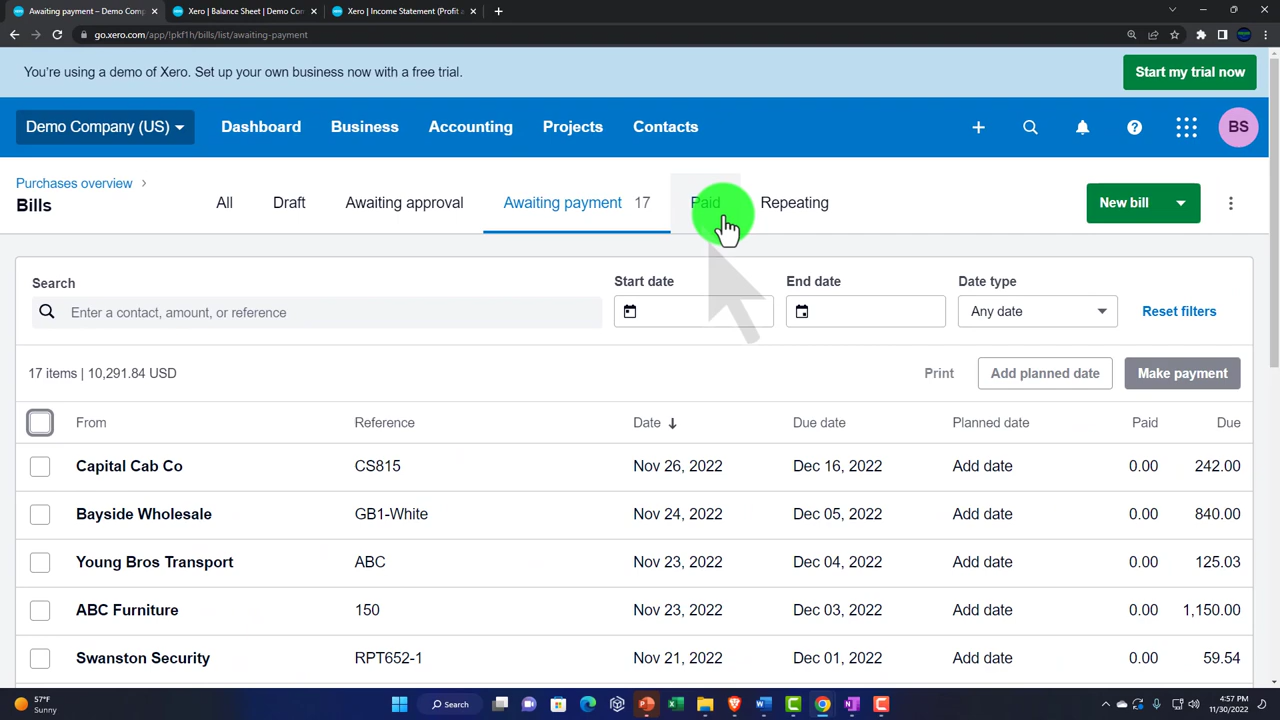 Awaiting payment – Demo Comp
Xero | Balance Sheet | Demo Con
Xero | Income Statement (Profit a
go.xero.com/app/!pkf1h/bills/list/awaiting-payment
You're using a demo of Xero. Set up your own business now with a free trial.
Start my trial now
Demo Company (US)
Dashboard
Business
Accounting
Projects
Contacts
BS
Purchases overview
Bills
All
Draft
Awaiting approval
Awaiting payment 17
Paid
Repeating
New bill
Search
Enter a contact, amount, or reference
Start date
End date
Date type
Any date
Reset filters
17 items | 10,291.84 USD
Print
Add planned date
Make payment
From Reference Date Due date Planned date Paid Due
Capital Cab Co CS815 Nov 26, 2022 Dec 16, 2022 Add date 0.00 242.00
Bayside Wholesale GB1-White Nov 24, 2022 Dec 05, 2022 Add date 0.00 840.00
Young Bros Transport ABC Nov 23, 2022 Dec 04, 2022 Add date 0.00 125.03
ABC Furniture 150 Nov 23, 2022 Dec 03, 2022 Add date 0.00 1,150.00
Swanston Security RPT652-1 Nov 21, 2022 Dec 01, 2022 Add date 0.00 59.54
57°F
Sunny
Search
4:57 PM
11/30/2022